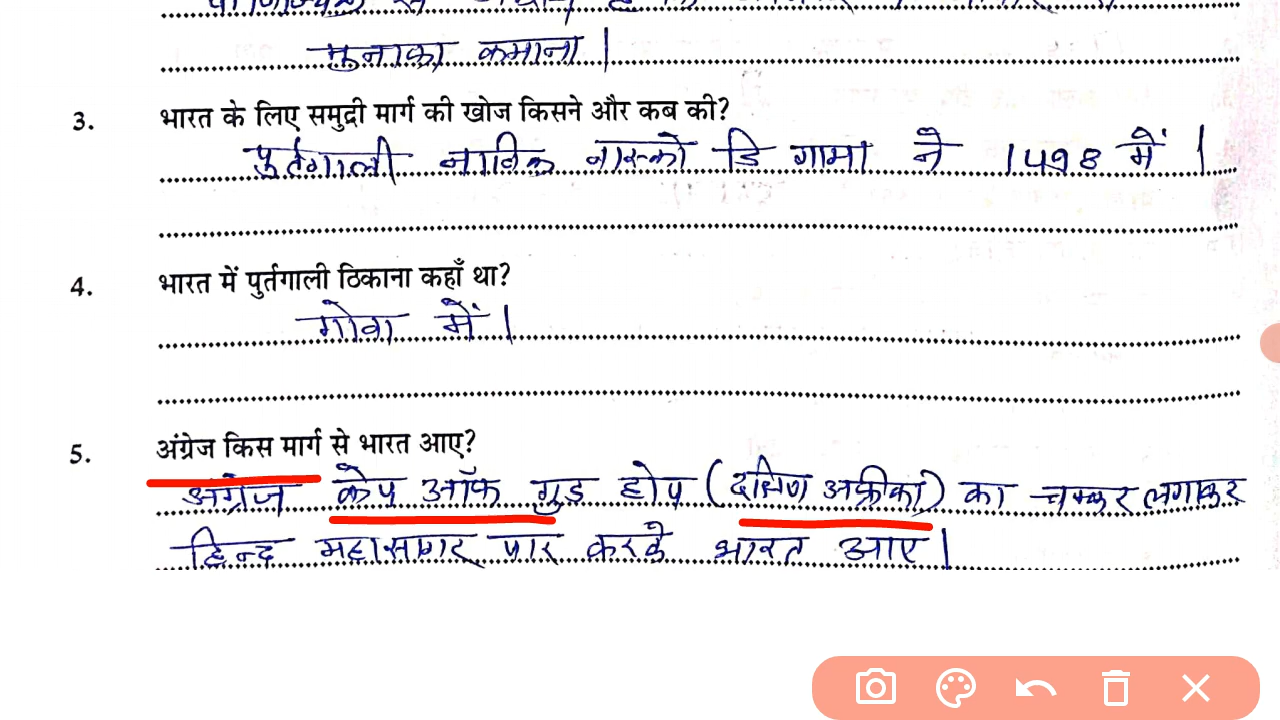 मुनाफा कमाना।
3. भारत के लिए समुद्री मार्ग की खोज किसने और कब की?
पुर्तगाली नाविक वास्को डि गामा ने 1498 में।
4. भारत में पुर्तगाली ठिकाना कहाँ था?
गोवा में।
5. अंग्रेज किस मार्ग से भारत आए?
अंग्रेज केप ऑफ गुड होप (दक्षिण अफ्रीका) का चक्कर लगाकर
हिन्द महासागर पार करके भारत आए।